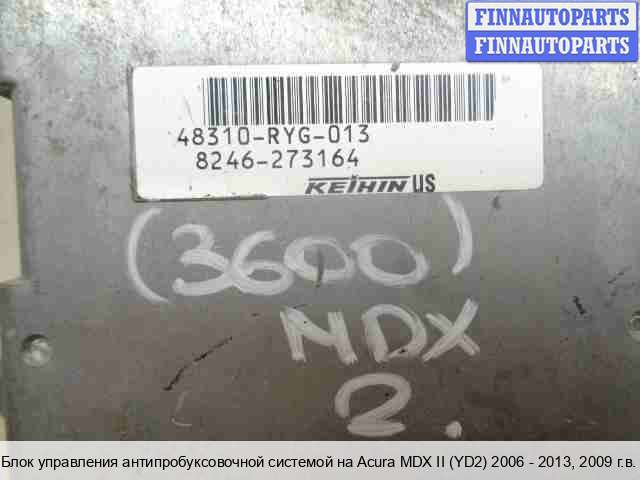 FINNAUTOPARTS
FINNAUTOPARTS
48310-RYG-013
8246-273164
KEIHIN US
(3600)
MDX
2.
Блок управления антипробуксовочной системой на Acura MDX II (YD2) 2006 - 2013, 2009 г.в.